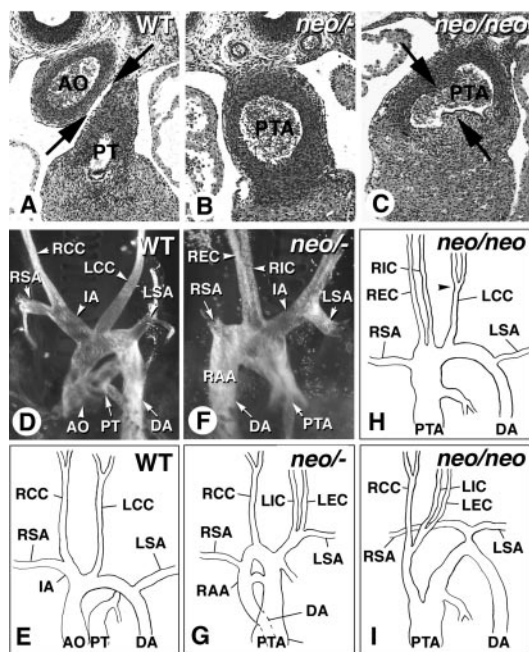 WT
AO
PT
A
neo/-
PTA
B
neo/neo
PTA
C
WT
RCC
LCC
RSA
LSA
IA
D
AO
PT
DA
neo/-
REC
RIC
IA
RSA
LSA
RAA
F
DA
PTA
neo/neo
RIC
REC
LCC
RSA
LSA
PTA
DA
H
WT
RCC
LCC
RSA
LSA
IA
E
AO
PT
DA
neo/-
RCC
LIC
LEC
RSA
LSA
RAA
DA
G
PTA
neo/neo
RCC
LIC
LEC
RSA
LSA
PTA
DA
I